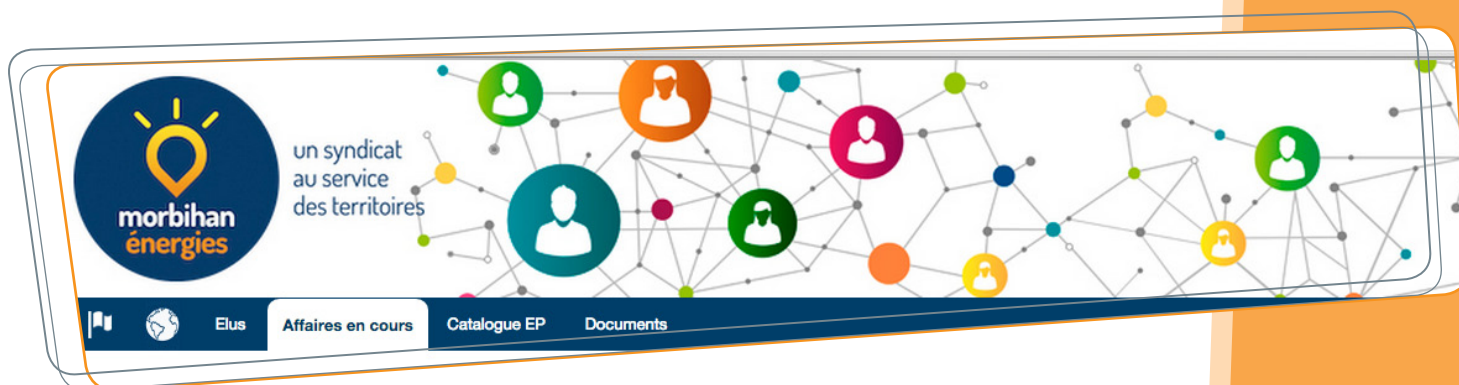 un syndicat
au service
des territoires
morbihan
énergies
Elus Affaires en cours Catalogue EP Documents